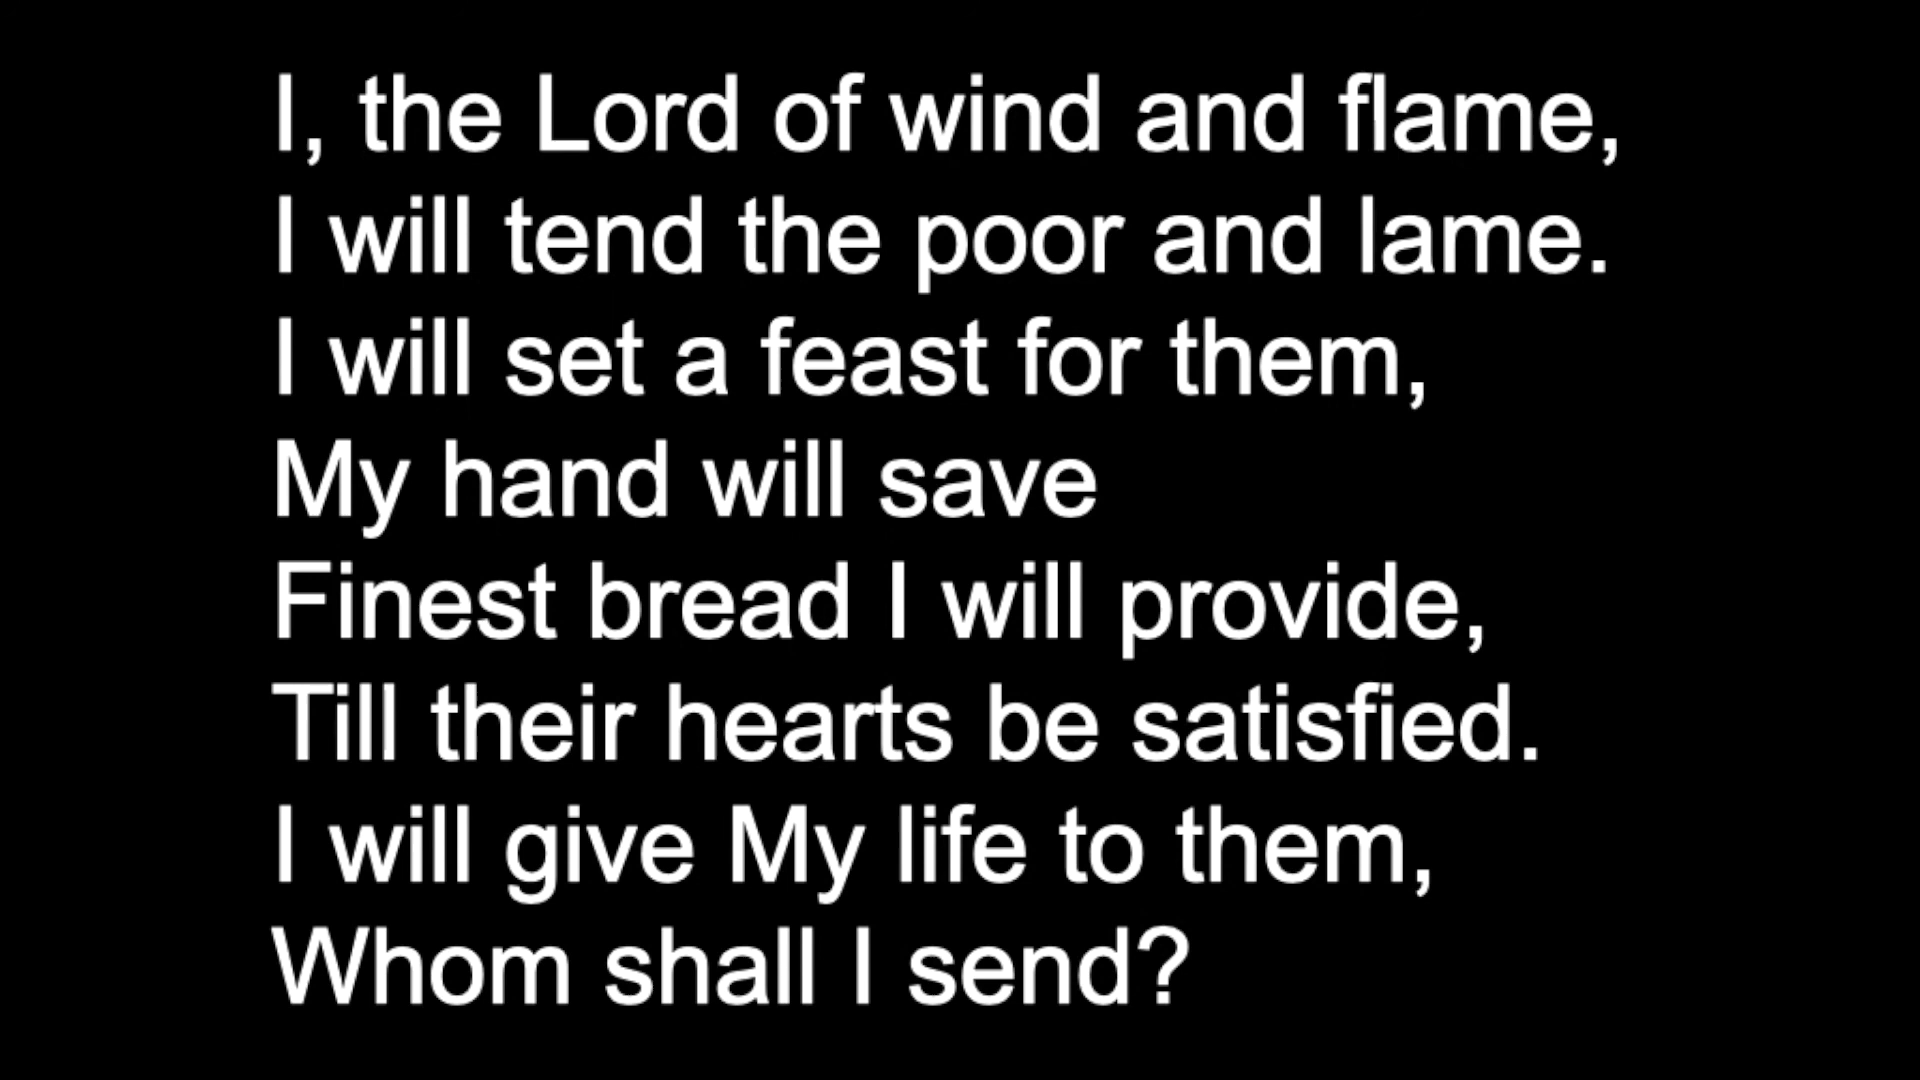 I, the Lord of wind and flame,
I will tend the poor and lame.
I will set a feast for them,
My hand will save
Finest bread I will provide,
Till their hearts be satisfied.
I will give My life to them,
Whom shall I send?